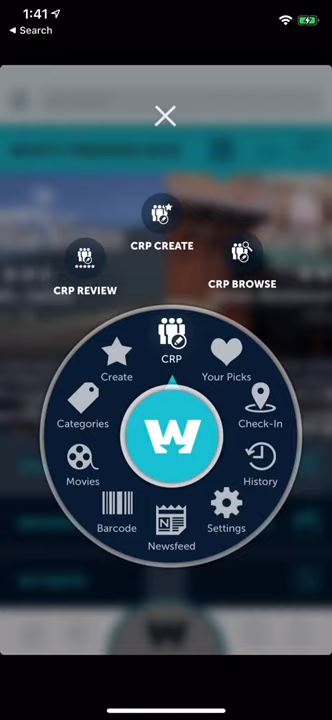 1:41
◀ Search
CRP CREATE
CRP REVIEW
CRP BROWSE
CRP
Create
Your Picks
Categories
Check-In
Movies
History
Barcode
Settings
N
Newsfeed
W